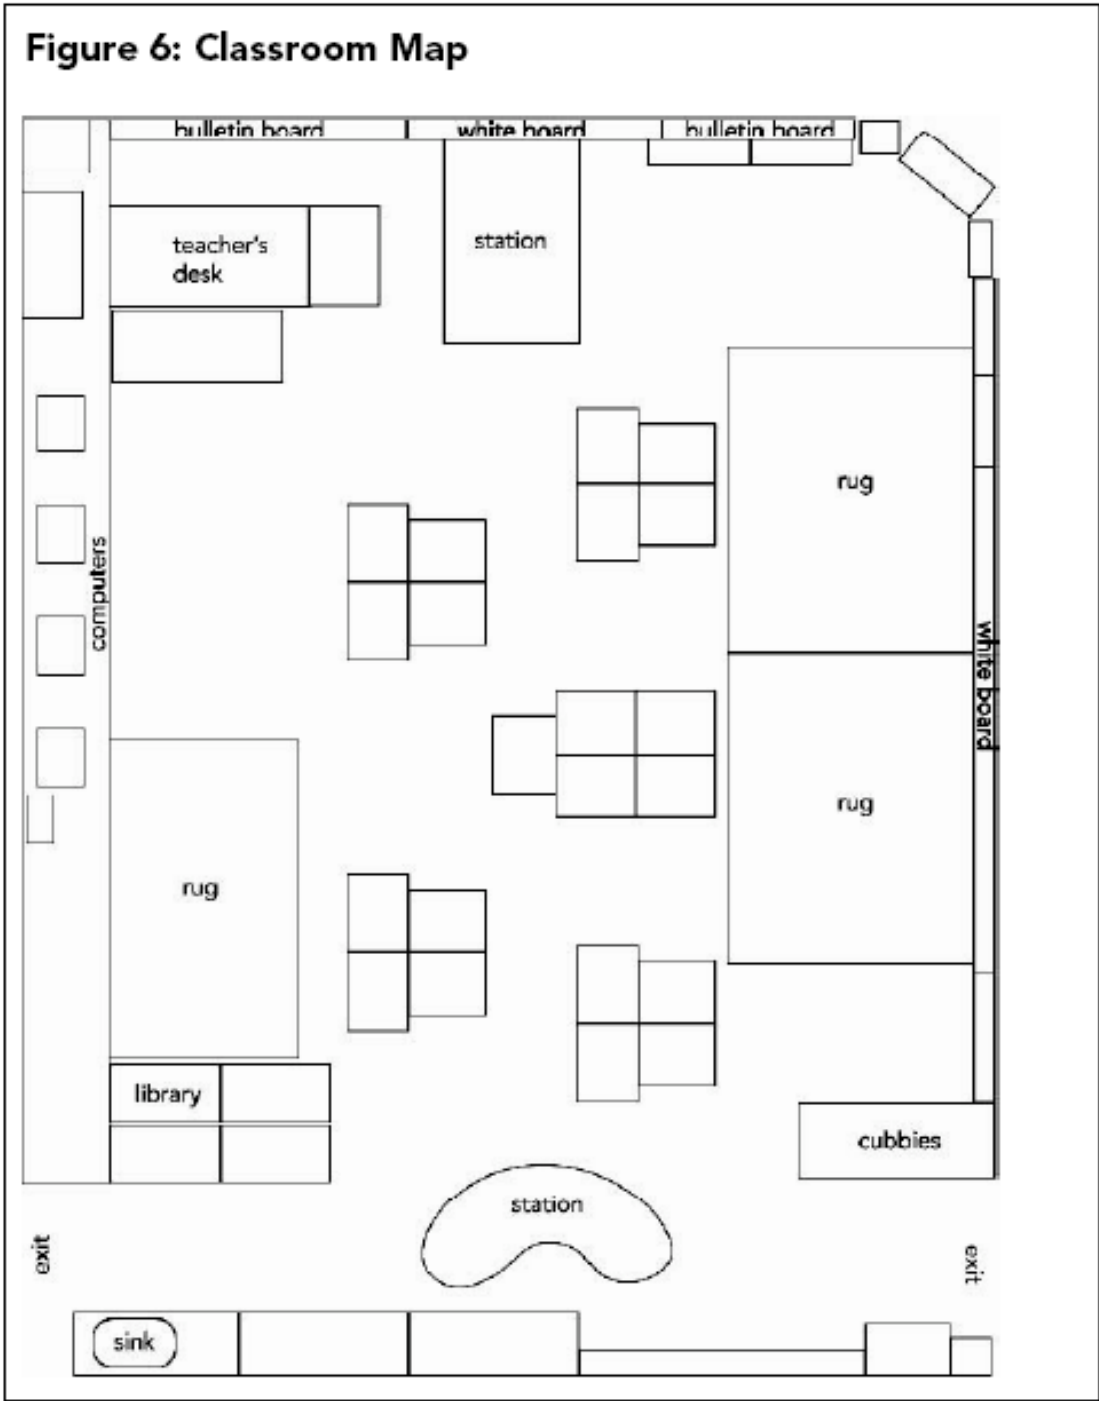 Figure 6: Classroom Map
bulletin board
white board
bulletin board
teacher's
desk
station
rug
computers
white board
rug
rug
library
cubbies
station
exit
exit
sink